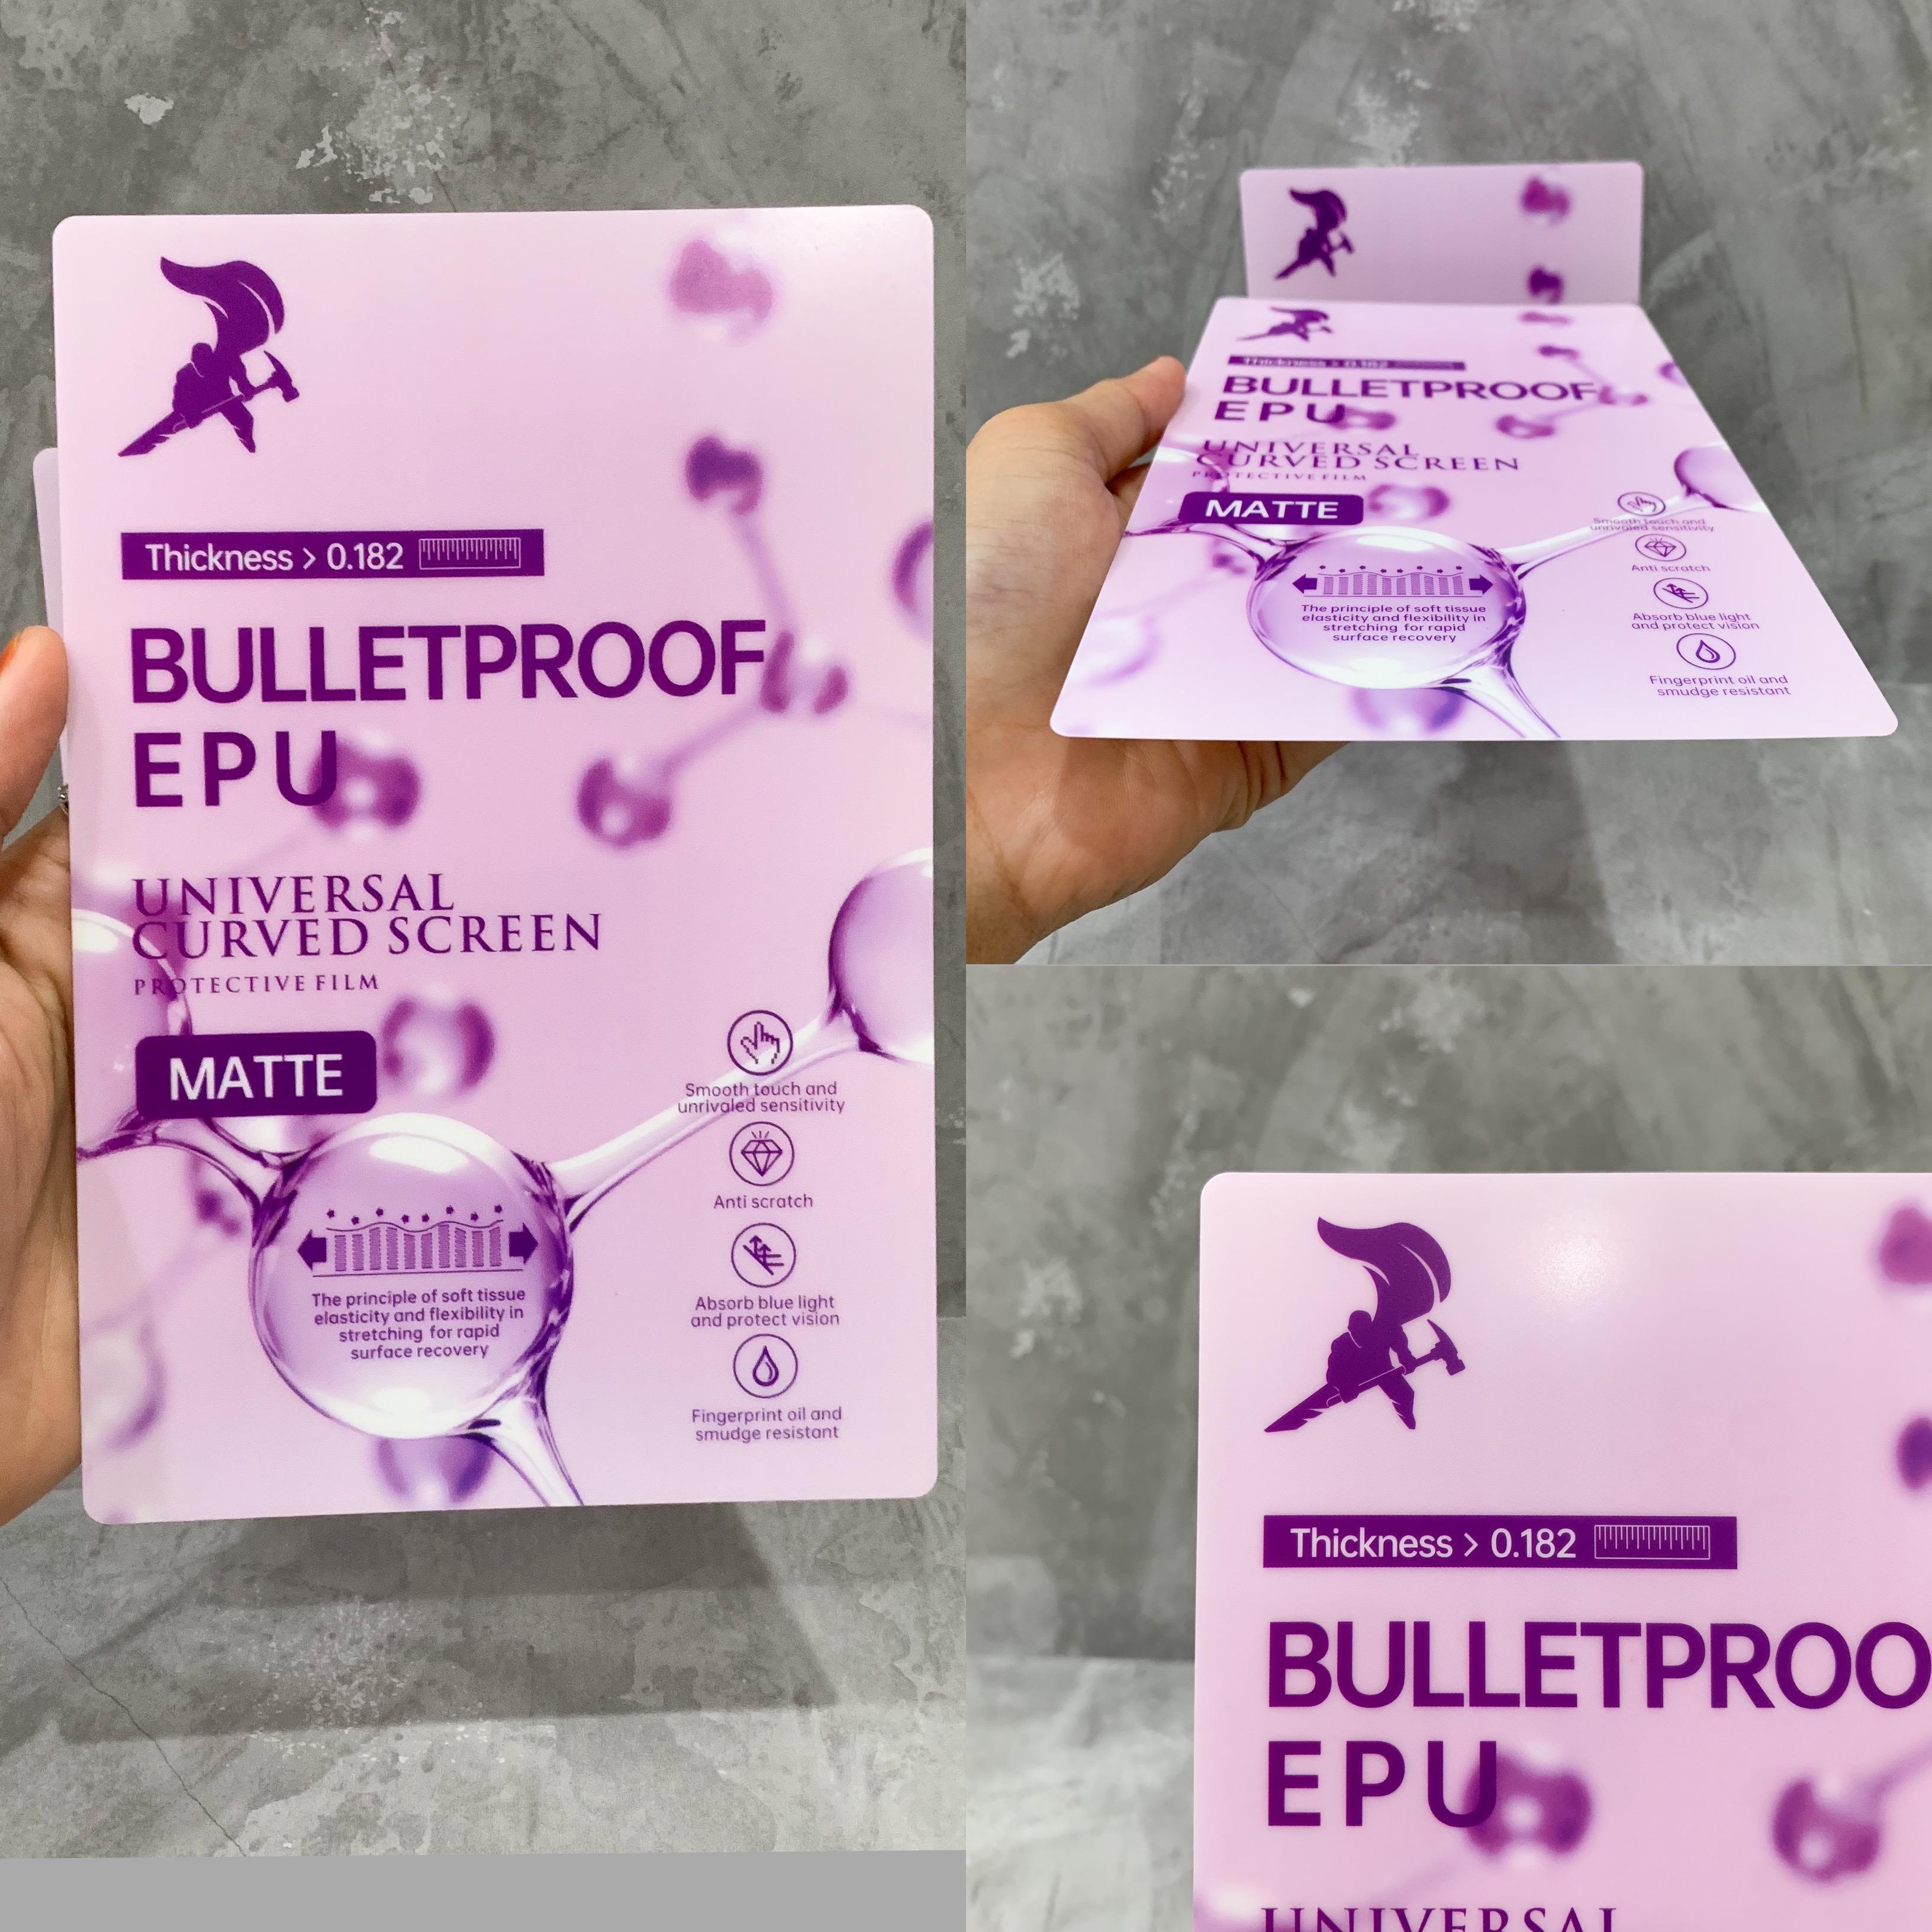 Thickness > 0.182
BULLETPROOF
EPU
UNIVERSAL
CURVED SCREEN
PROTECTIVE FILM
MATTE
Smooth touch and
unrivaled sensitivity
Anti scratch
Absorb blue light
and protect vision
Fingerprint oil and
smudge resistant
The principle of soft tissue
elasticity and flexibility in
stretching for rapid
surface recovery
Thickness > 0.182
BULLETPROOF
EPU
UNIVERSAL
CURVED SCREEN
PROTECTIVE FILM
MATTE
Smooth touch and
unrivaled sensitivity
Anti scratch
Absorb blue light
and protect vision
Fingerprint oil and
smudge resistant
The principle of soft tissue
elasticity and flexibility in
stretching for rapid
surface recovery
Thickness > 0.182
BULLETPROO
EPU
UNIVERSAL